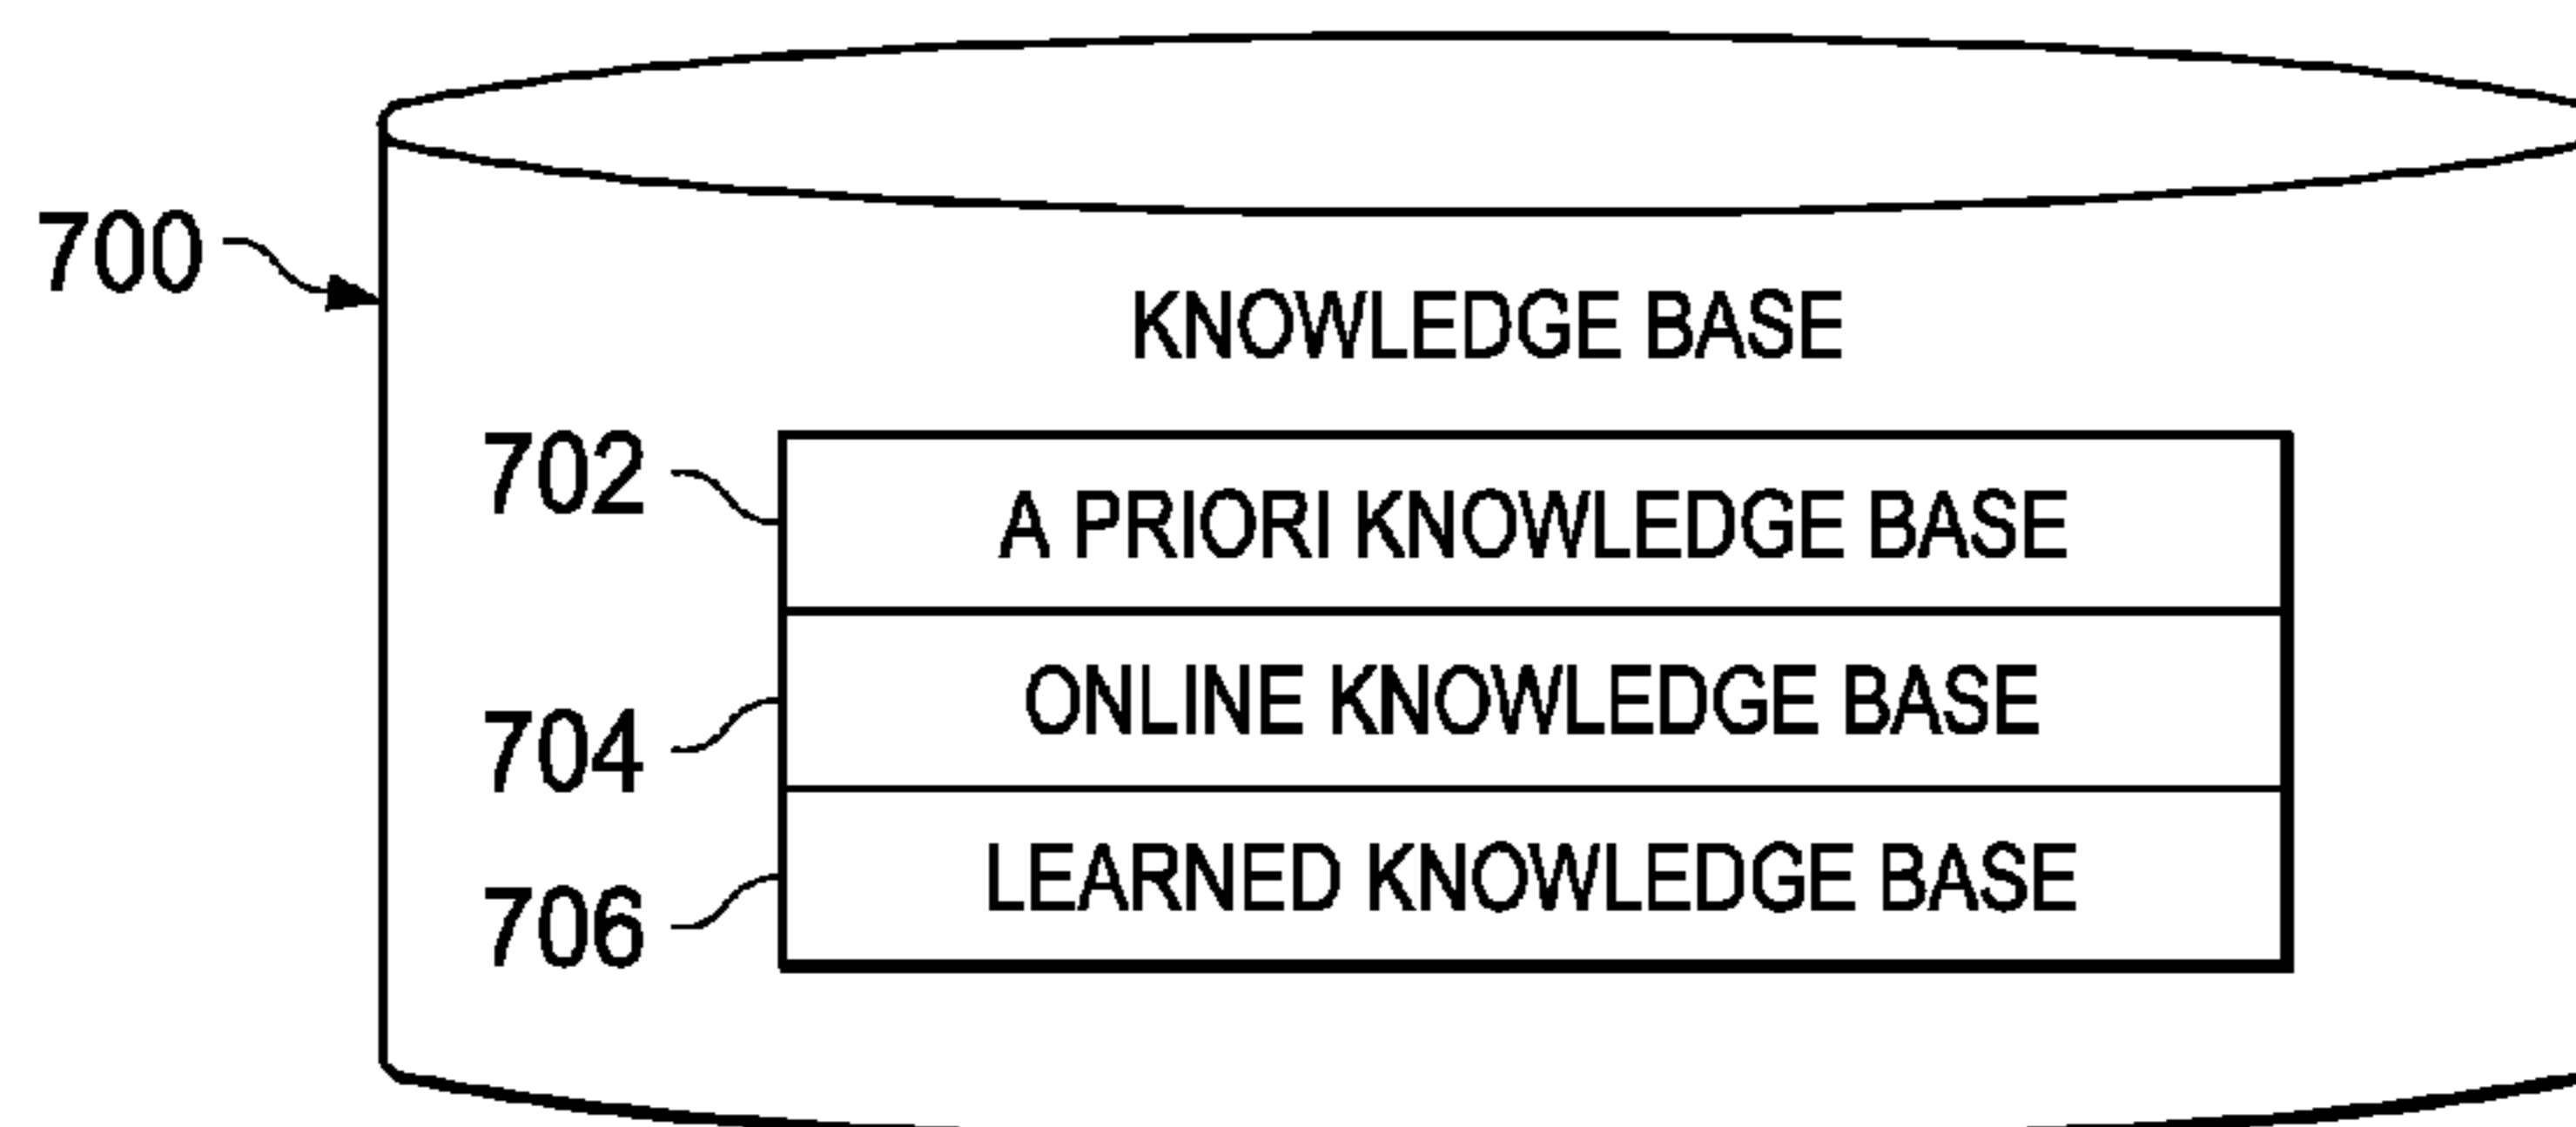 700
KNOWLEDGE BASE
702
A PRIORI KNOWLEDGE BASE
704
ONLINE KNOWLEDGE BASE
706
LEARNED KNOWLEDGE BASE